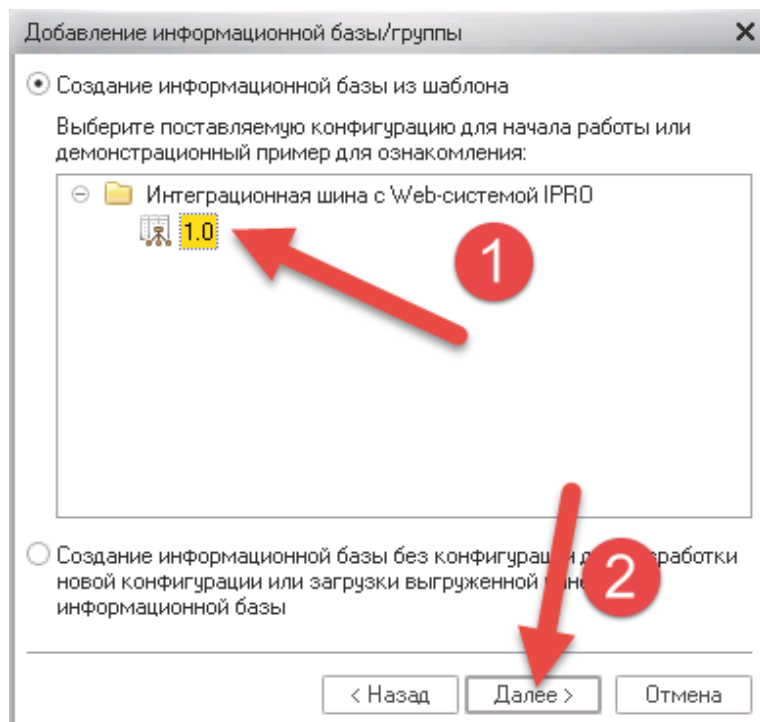 Добавление информационной базы/группы
Создание информационной базы из шаблона
Выберите поставляемую конфигурацию для начала работы или
демонстрационный пример для ознакомления:
Интеграционная шина с Web-системой IPRO
1.0
1
Создание информационной базы без
новой конфигурации или загрузки выгруженной
информационной базы
2
< Назад
Далее >
Отмена